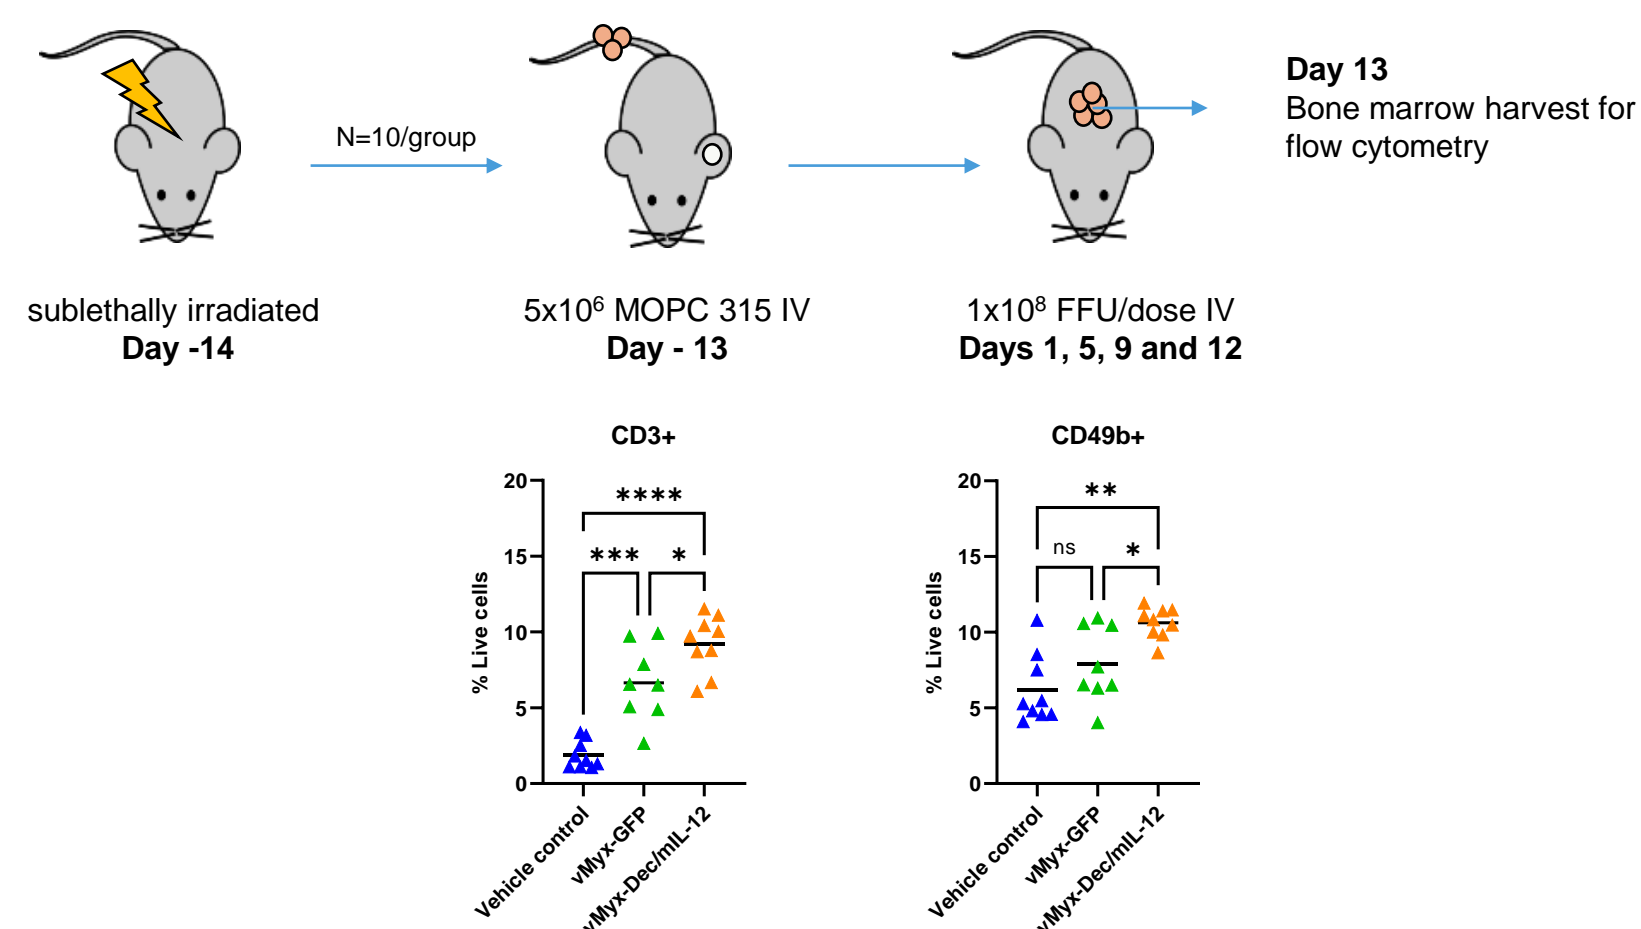 Day 13
Bone marrow harvest for
flow cytometry
N=10/group
sublethally irradiated
Day -14
5x10⁶ MOPC 315 IV
Day - 13
1x10⁸ FFU/dose IV
Days 1, 5, 9 and 12
CD3+
% Live cells
20
15
10
5
0
****
***
*
Vehicle control
vMyx-GFP
vMyx-Dec/mIL-12
CD49b+
% Live cells
20
15
10
5
0
**
ns
*
Vehicle control
vMyx-GFP
vMyx-Dec/mIL-12